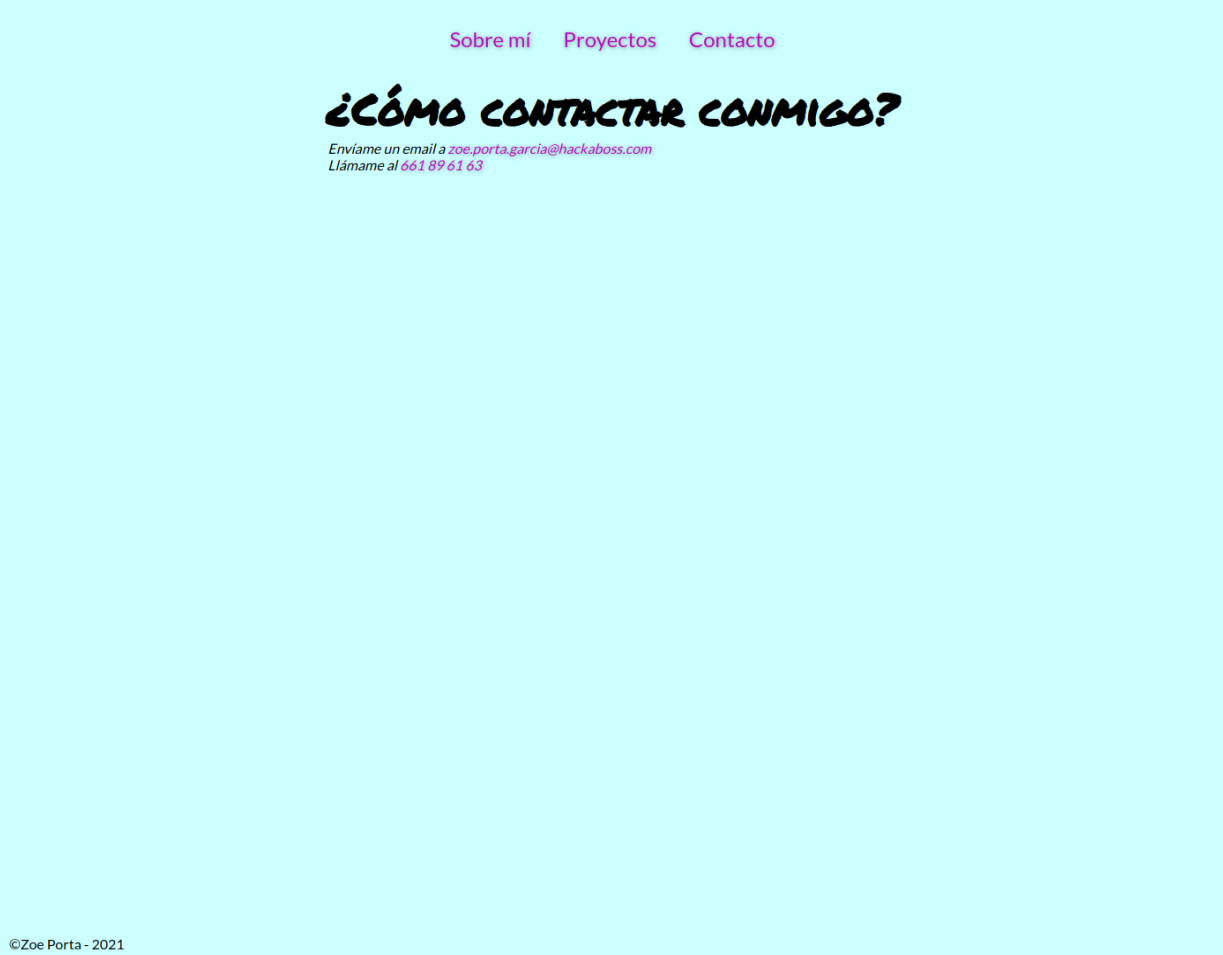 Sobre mí Proyectos Contacto
¿Cómo contactar conmigo?
Envíame un email a zoe.porta.garcia@hackaboss.com
Llámame al 661 89 61 63
©Zoe Porta - 2021